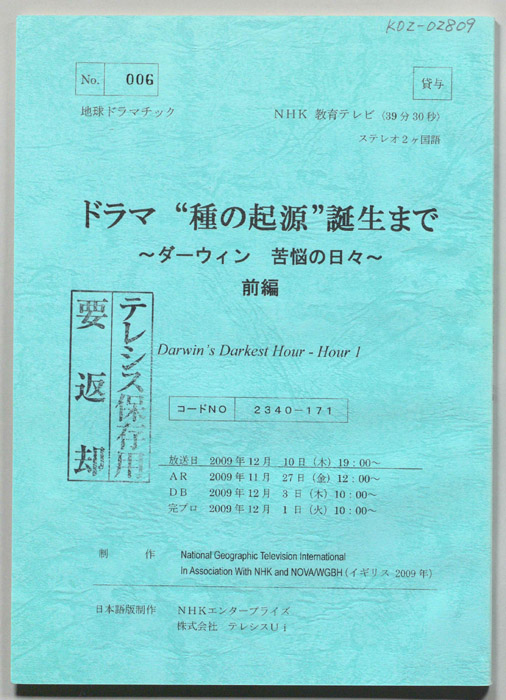 KDZ-02809
No. 006
貸与
地球ドラマチック
NHK 教育テレビ (39分30秒)
ステレオ2ヶ国語
ドラマ “種の起源”誕生まで
～ダーウィン 苦悩の日々～
前編
テレシス保存用
要返却
Darwin's Darkest Hour - Hour 1
コードNO 2340-171
放送日 2009年12月 10日 (木) 19:00～
AR 2009年11月 27日 (金) 12:00～
DB 2009年12月 3日 (木) 10:00～
完プロ 2009年12月 1日 (火) 10:00～
制作 National Geographic Television International
In Association With NHK and NOVA/WGBH (イギリス 2009年)
日本語版制作 NHKエンタープライズ
株式会社 テレシスUi